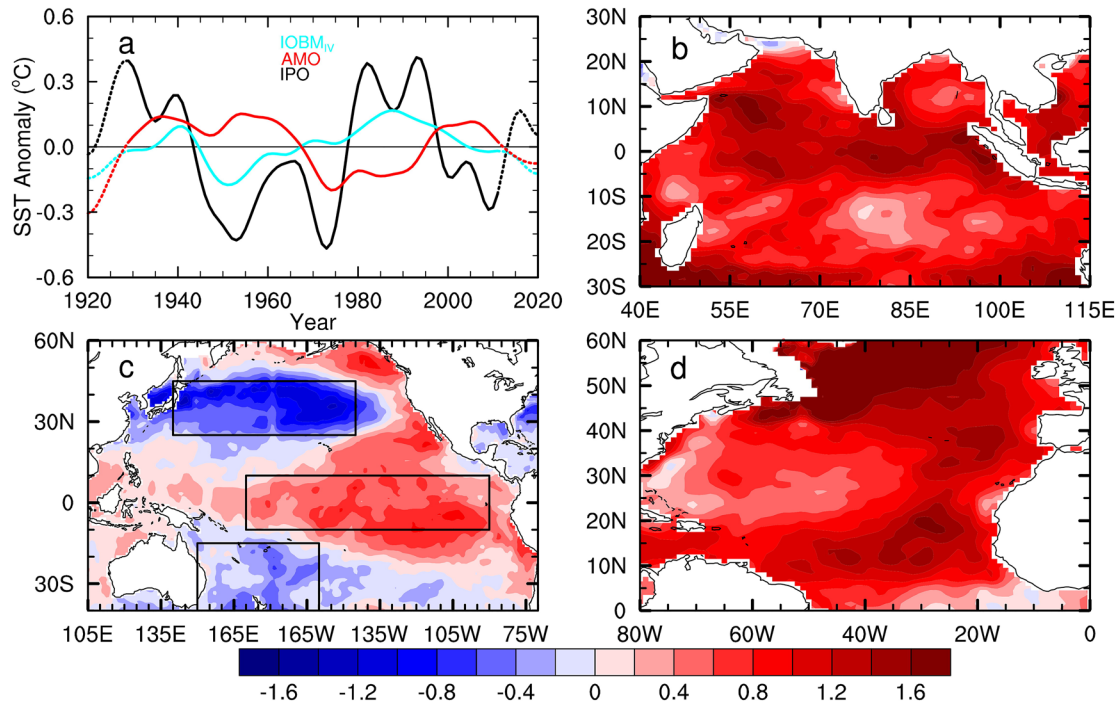 a
IOBM_IV
AMO
IPO
SST Anomaly (°C)
0.6
0.3
0.0
-0.3
-0.6
1920 1940 1960 1980 2000 2020
Year
b
30N
20N
10N
0
10S
20S
30S
40E 55E 70E 85E 100E 115E
c
60N
30N
0
30S
105E 135E 165E 165W 135W 105W 75W
d
60N
50N
40N
30N
20N
10N
0
80W 60W 40W 20W 0
-1.6 -1.2 -0.8 -0.4 0 0.4 0.8 1.2 1.6